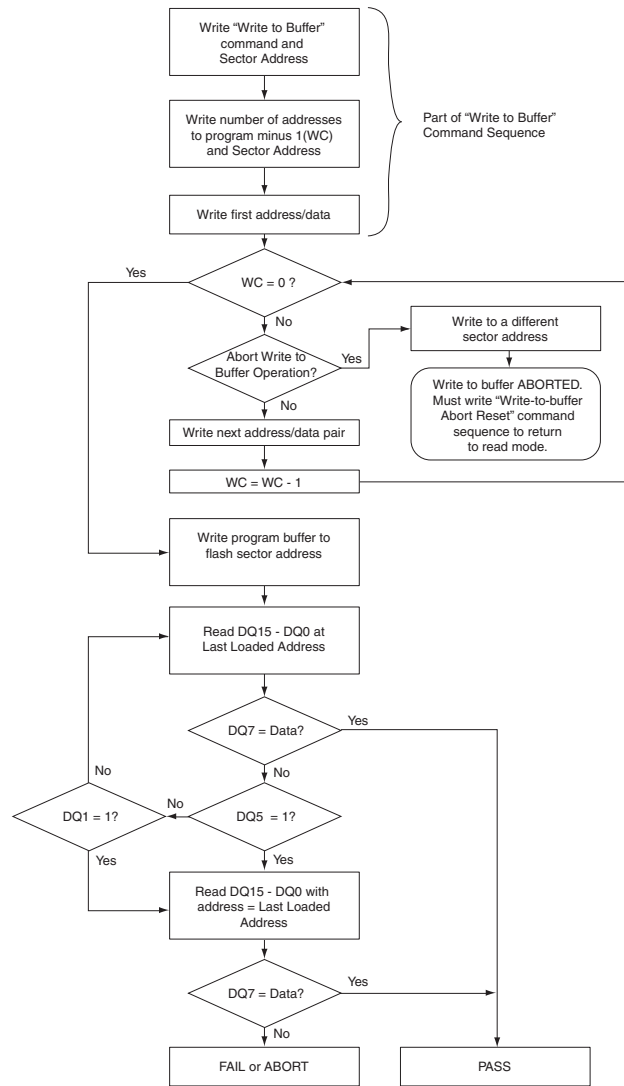 Write “Write to Buffer”
command and
Sector Address
Write number of addresses
to program minus 1(WC)
and Sector Address
Part of “Write to Buffer”
Command Sequence
Write first address/data
Yes
WC = 0 ?
No
Write to a different
sector address
Abort Write to
Buffer Operation?
Yes
No
Write to buffer ABORTED.
Must write “Write-to-buffer
Abort Reset” command
sequence to return
to read mode.
Write next address/data pair
WC = WC - 1
Write program buffer to
flash sector address
Read DQ15 - DQ0 at
Last Loaded Address
DQ7 = Data?
Yes
No
No
DQ1 = 1?
No
DQ5 = 1?
Yes
Yes
Read DQ15 - DQ0 with
address = Last Loaded
Address
DQ7 = Data?
Yes
No
FAIL or ABORT
PASS